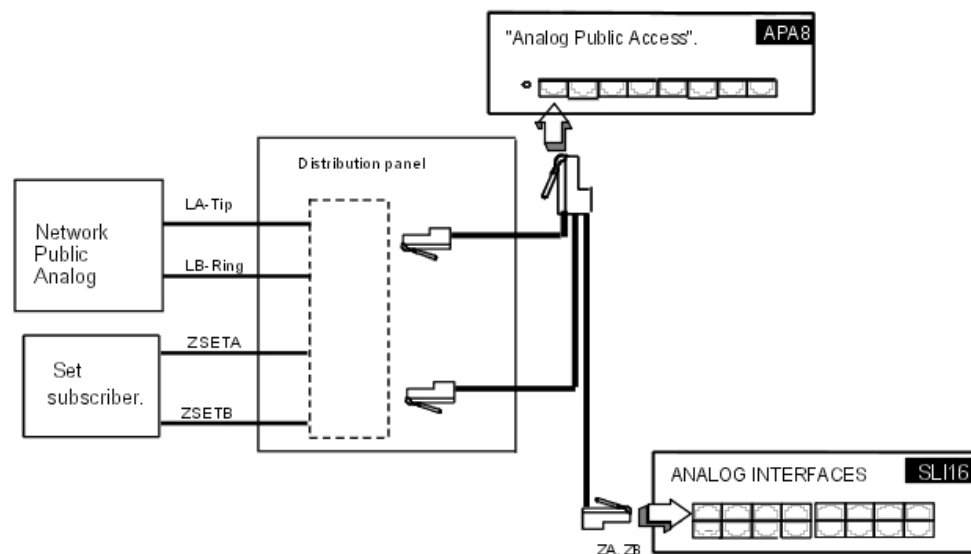 "Analog Public Access".
APA8
Distribution panel
LA-Tip
Network
Public
Analog
LB-Ring
ZSETA
Set
subscriber.
ZSETB
ANALOG INTERFACES
SLI16
ZA, ZB